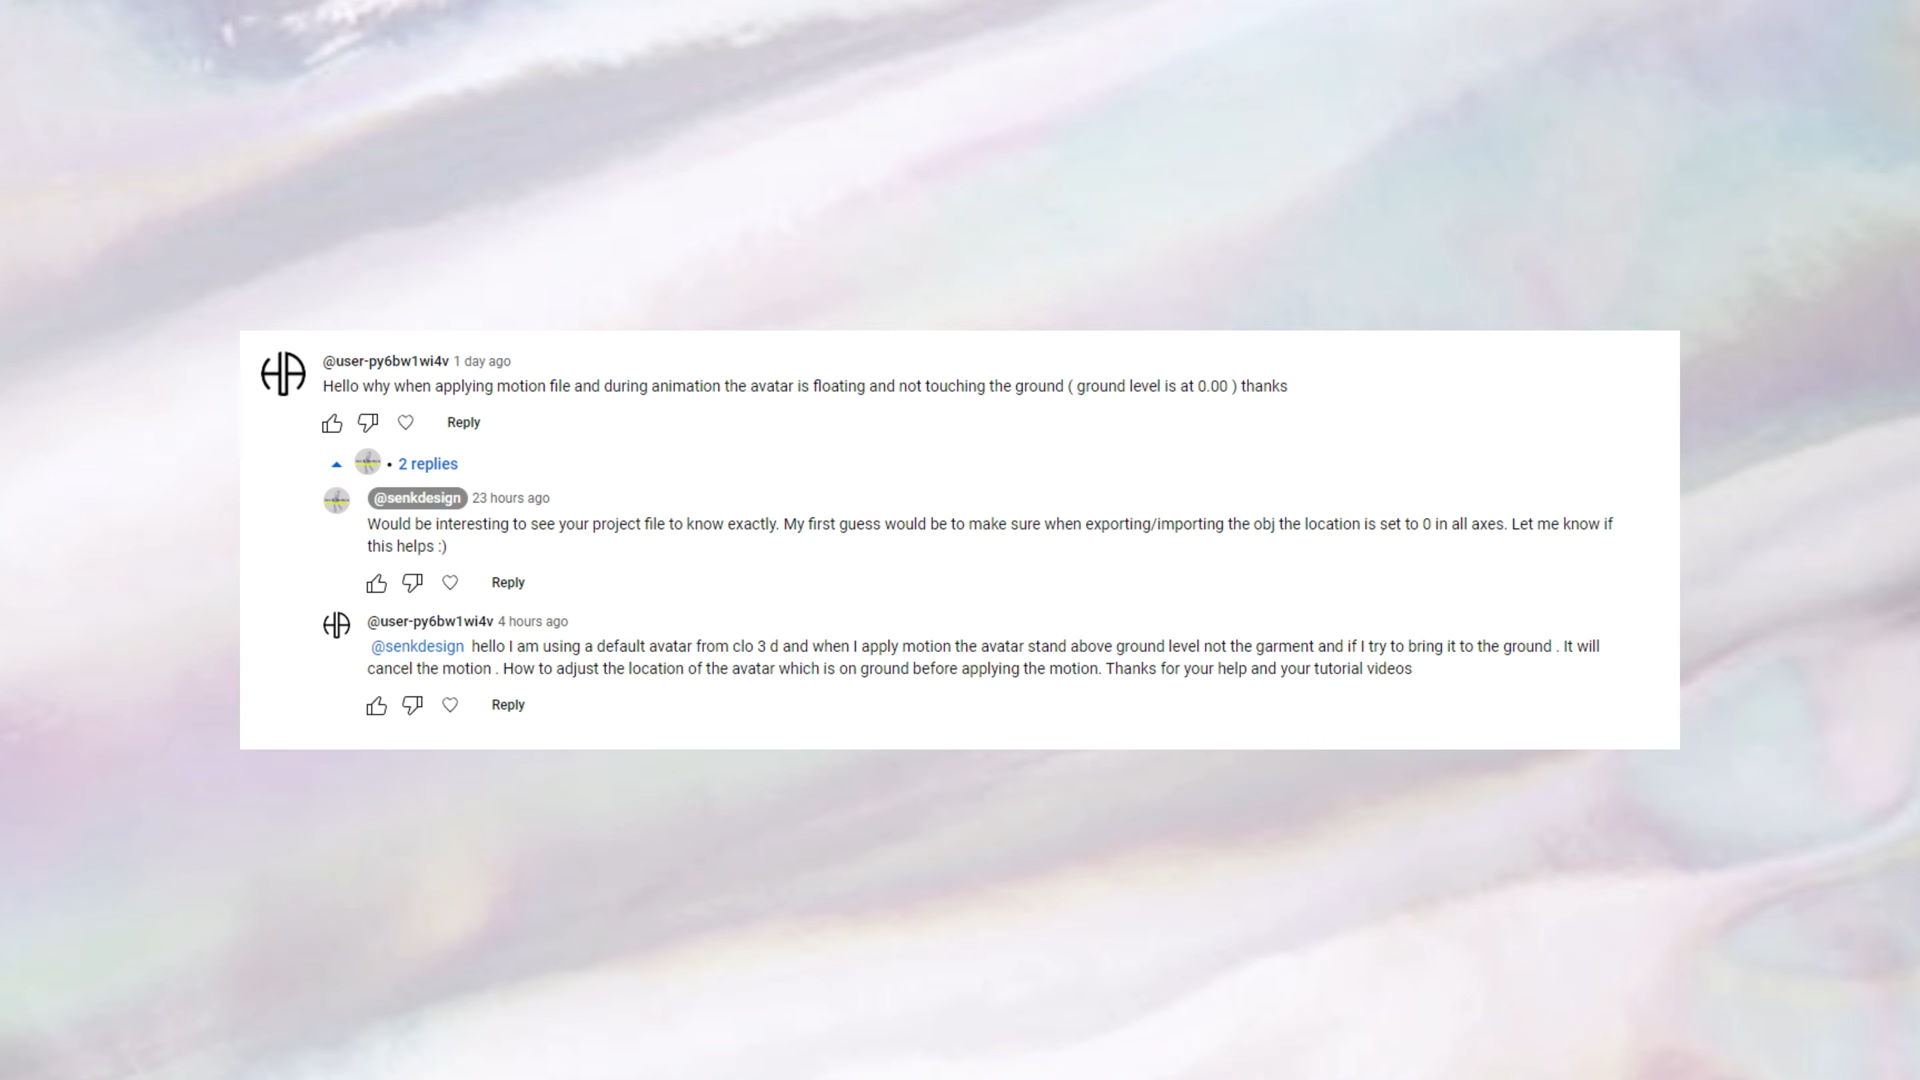 @user-py6bw1wi4v 1 day ago
Hello why when applying motion file and during animation the avatar is floating and not touching the ground ( ground level is at 0.00 ) thanks
Reply
• 2 replies
@senkdesign 23 hours ago
Would be interesting to see your project file to know exactly. My first guess would be to make sure when exporting/importing the obj the location is set to 0 in all axes. Let me know if
this helps :)
Reply
@user-py6bw1wi4v 4 hours ago
@senkdesign hello I am using a default avatar from clo 3 d and when I apply motion the avatar stand above ground level not the garment and if I try to bring it to the ground . It will
cancel the motion . How to adjust the location of the avatar which is on ground before applying the motion. Thanks for your help and your tutorial videos
Reply